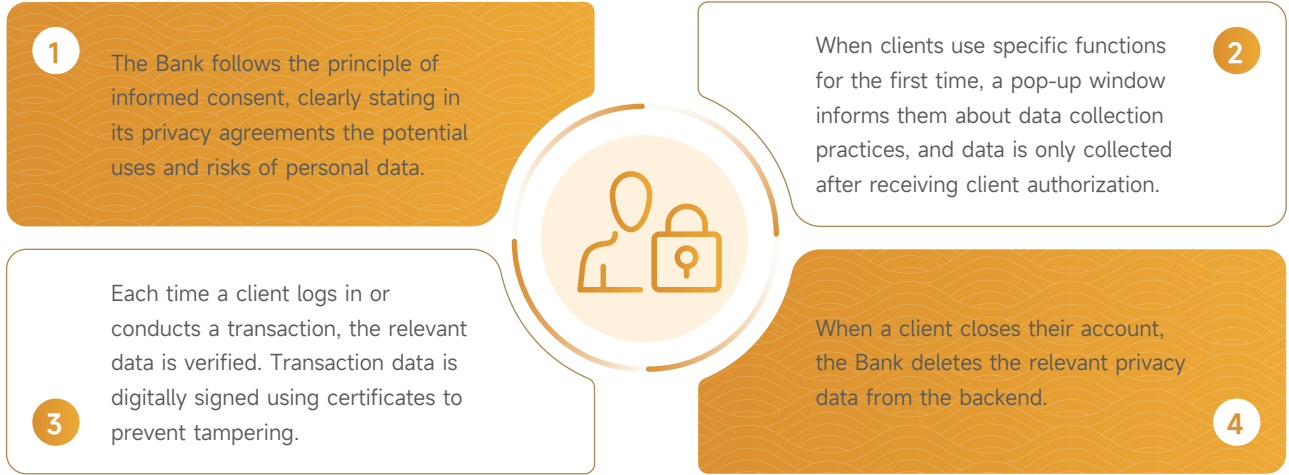 1
The Bank follows the principle of
informed consent, clearly stating in
its privacy agreements the potential
uses and risks of personal data.
2
When clients use specific functions
for the first time, a pop-up window
informs them about data collection
practices, and data is only collected
after receiving client authorization.
3
Each time a client logs in or
conducts a transaction, the relevant
data is verified. Transaction data is
digitally signed using certificates to
prevent tampering.
4
When a client closes their account,
the Bank deletes the relevant privacy
data from the backend.